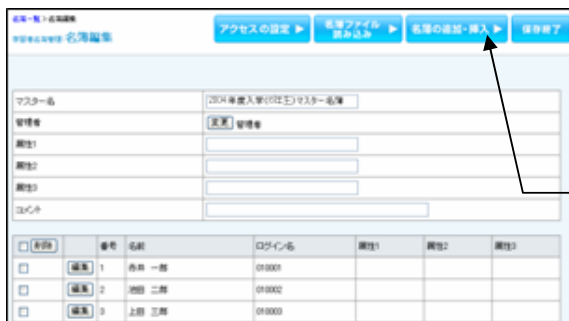 名簿一覧 > 名簿編集
学習者名簿管理 名簿編集
アクセスの設定 ▶
名簿ファイル読み込み ▶
名簿の追加・挿入 ▶
保存終了
マスター名 2004年度入学(6年生)マスター名簿
管理者 変更 管理者
属性1
属性2
属性3
コメント
削除 番号 名前 ログイン名 属性1 属性2 属性3
編集 1 赤井 一郎 010001
編集 2 池田 二郎 010002
編集 3 上田 三郎 010003